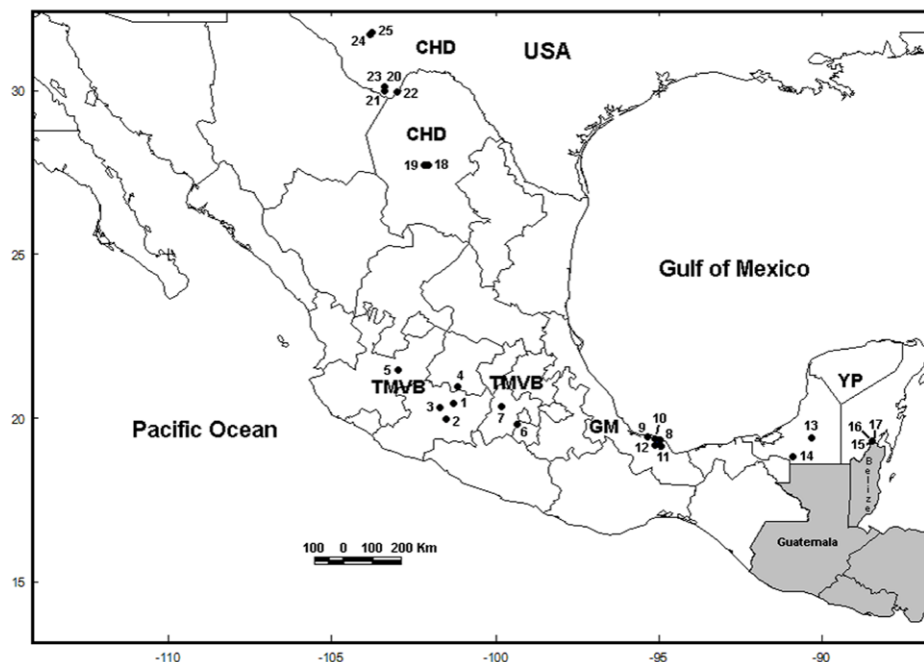 24 25 CHD USA
30
23 20
21 22
CHD
19 18
25
Gulf of Mexico
5 4 TMVB TMVB YP
3 1 7 10
20
2 6 GM 9 8 13 16 17
Pacific Ocean
12 11 14 15
Belize
100 0 100 200 Km
Guatemala
15
-110 -105 -100 -95 -90